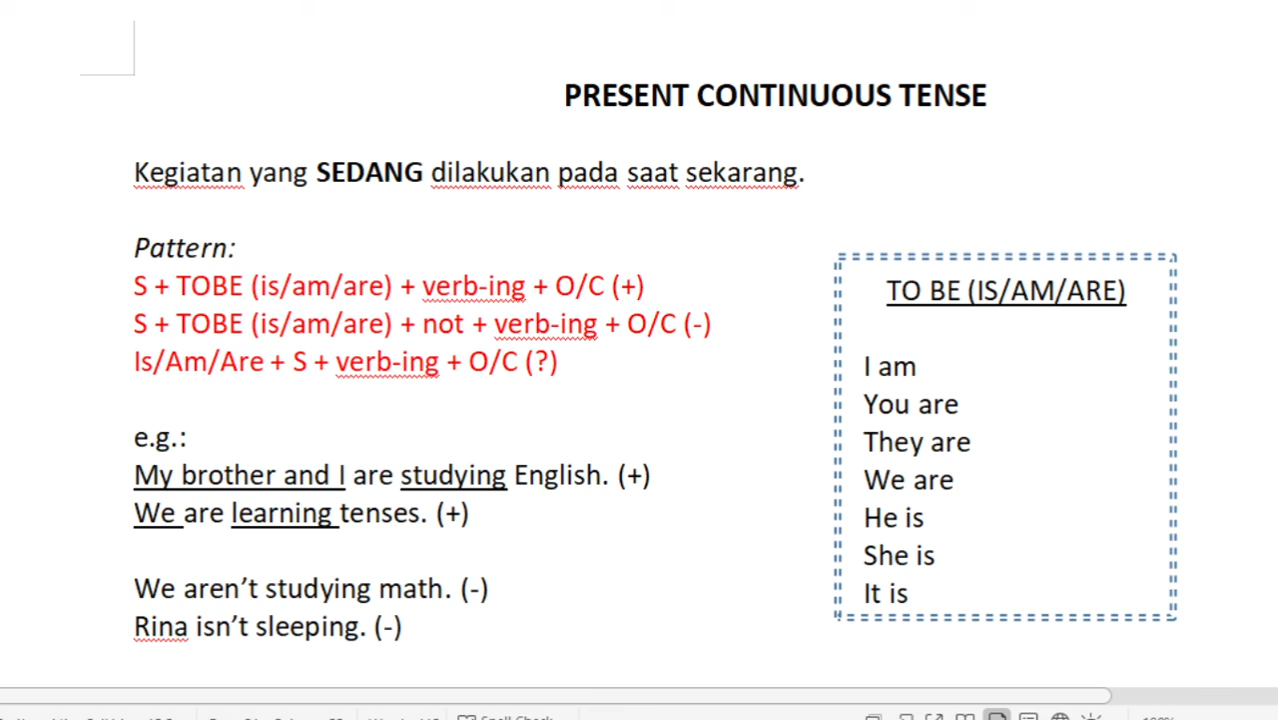 PRESENT CONTINUOUS TENSE
Kegiatan yang SEDANG dilakukan pada saat sekarang.
Pattern:
S + TOBE (is/am/are) + verb-ing + O/C (+)
S + TOBE (is/am/are) + not + verb-ing + O/C (-)
Is/Am/Are + S + verb-ing + O/C (?)
e.g.:
My brother and I are studying English. (+)
We are learning tenses. (+)
We aren’t studying math. (-)
Rina isn’t sleeping. (-)
TO BE (IS/AM/ARE)
I am
You are
They are
We are
He is
She is
It is